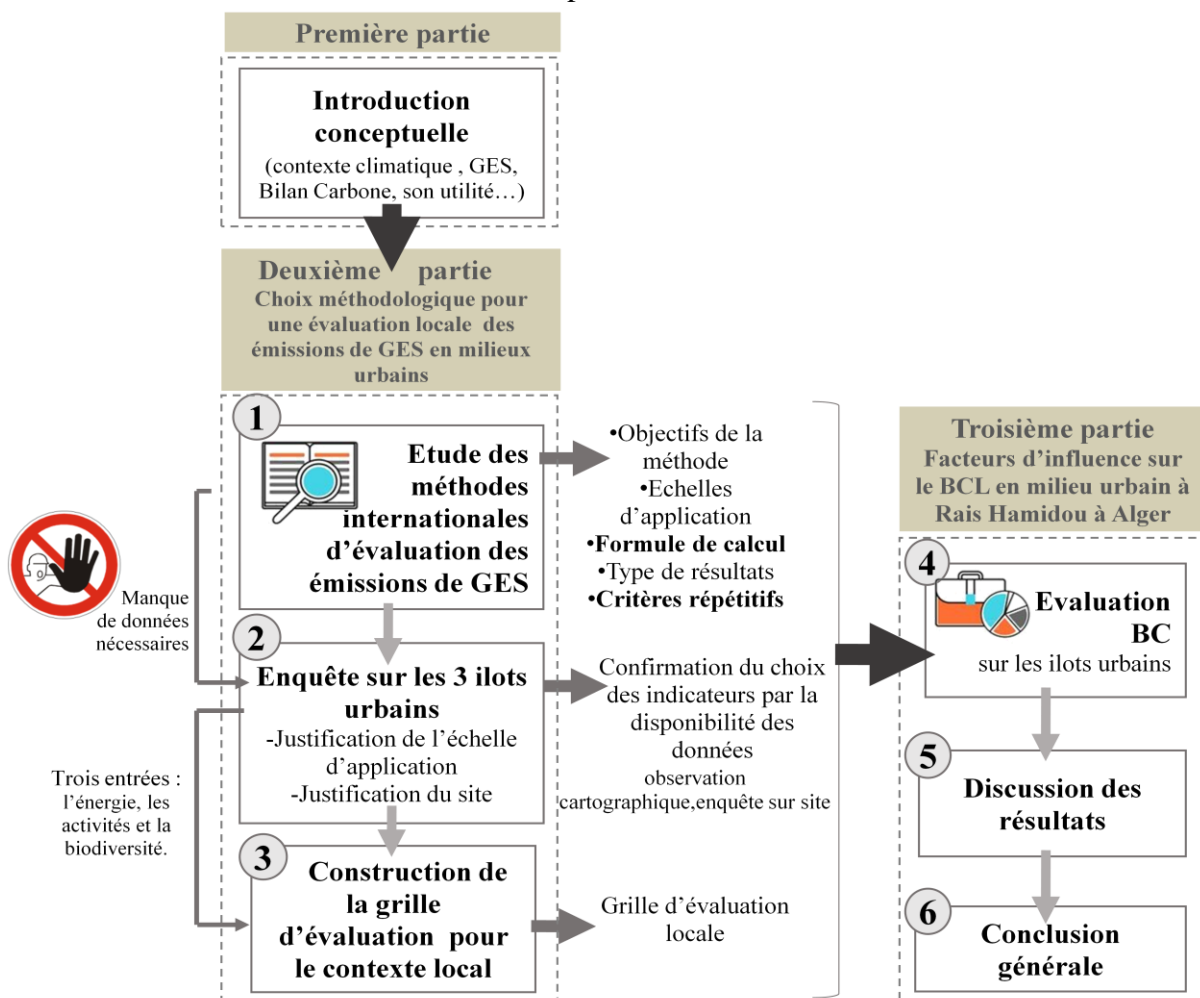 Première partie
Introduction
conceptuelle
(contexte climatique , GES,
Bilan Carbone, son utilité…)
Deuxième partie
Choix méthodologique pour
une évaluation locale des
émissions de GES en milieux
urbains
1
Etude des
méthodes
internationales
d’évaluation des
émissions de GES
•Objectifs de la
méthode
•Echelles
d’application
•Formule de calcul
•Type de résultats
•Critères répétitifs
Manque
de données
nécessaires
2
Enquête sur les 3 ilots
urbains
-Justification de l’échelle
d’application
-Justification du site
Confirmation du choix
des indicateurs par la
disponibilité des
données
observation
cartographique,enquête sur site
Trois entrées :
l’énergie, les
activités et la
biodiversité.
3
Construction de
la grille
d’évaluation pour
le contexte local
Grille d’évaluation
locale
Troisième partie
Facteurs d’influence sur
le BCL en milieu urbain à
Rais Hamidou à Alger
4
Evaluation
BC
sur les ilots urbains
5
Discussion des
résultats
6
Conclusion
générale